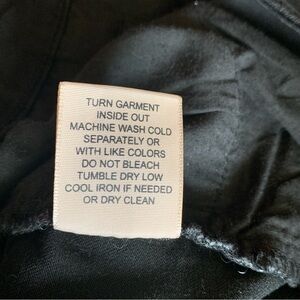 TURN GARMENT
INSIDE OUT
MACHINE WASH COLD
SEPARATELY OR
WITH LIKE COLORS
DO NOT BLEACH
TUMBLE DRY LOW
COOL IRON IF NEEDED
OR DRY CLEAN